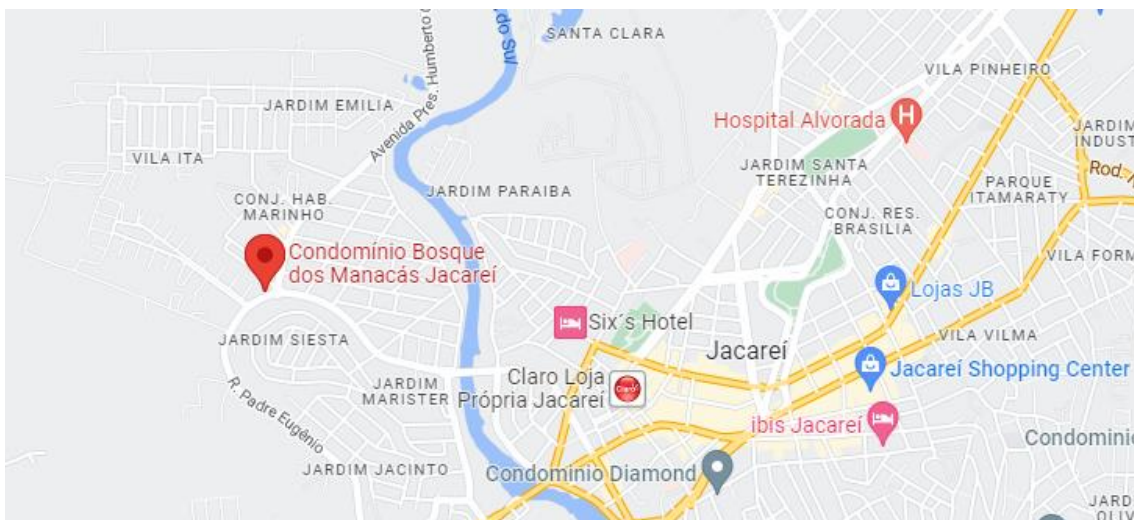 do Sul
SANTA CLARA
VILA PINHEIRO
JARDIM EMILIA
Avenida Pres. Humberto
Hospital Alvorada
H
JARDIM
INDUST
VILA ITA
JARDIM SANTA
TEREZINHA
Rod.
JARDIM PARAIBA
PARQUE
ITAMARATY
CONJ. HAB.
MARINHO
CONJ. RES.
BRASILIA
Condomínio Bosque
dos Manacás Jacareí
VILA FORM
Lojas JB
Six´s Hotel
JARDIM SIESTA
Jacareí
VILA VILMA
Claro Loja
Própria Jacareí
Claro
Jacareí Shopping Center
JARDIM
MARISTER
R. Padre Eugênio
ibis Jacareí
Condominio
JARDIM JACINTO
Condominio Diamond
JARD
OLIV